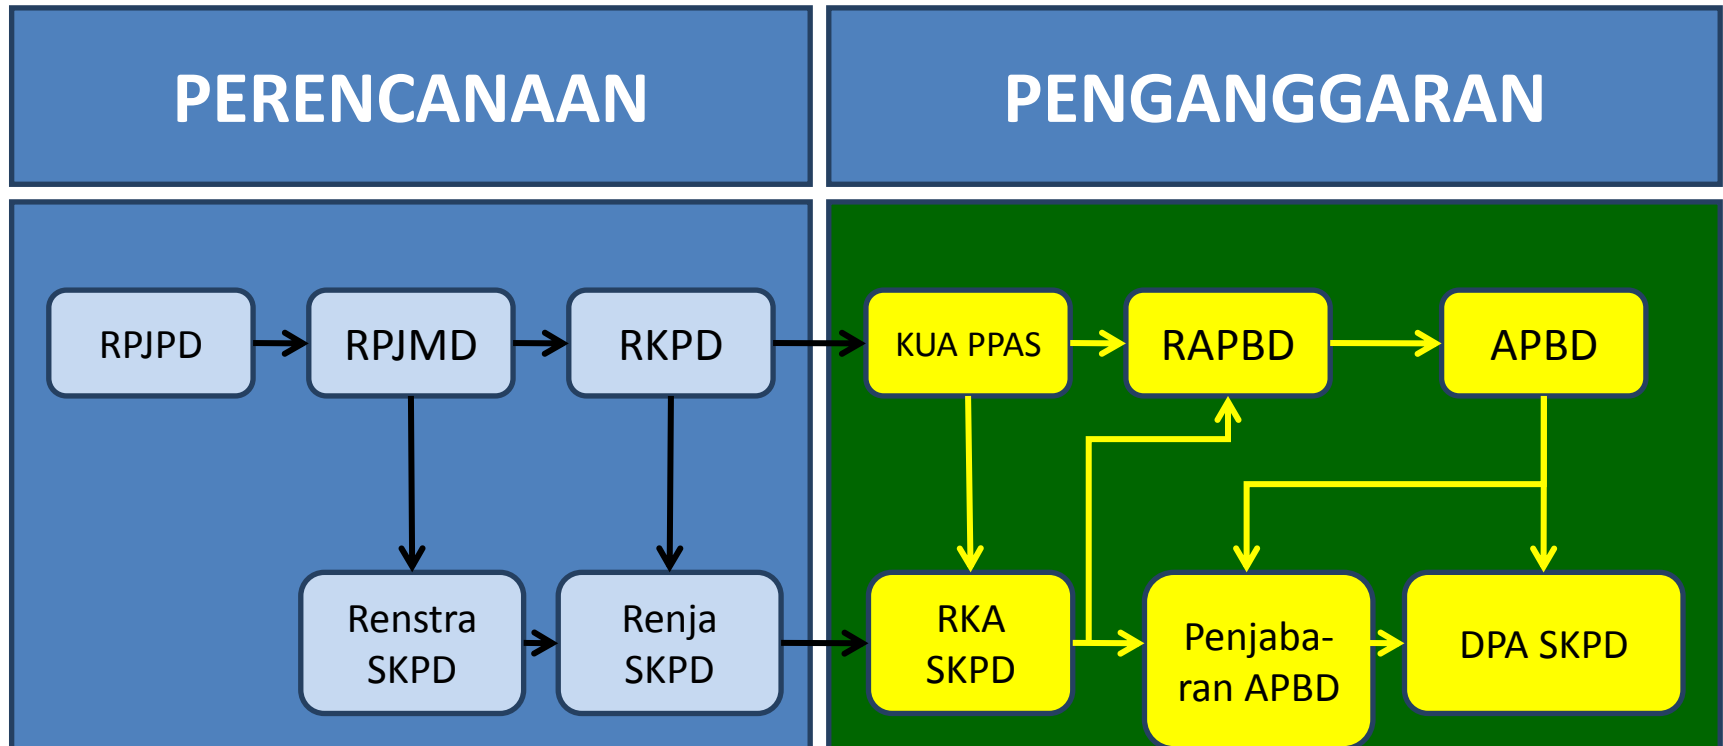 PERENCANAAN
PENGANGGARAN
RPJPD
RPJMD
RKPD
KUA PPAS
RAPBD
APBD
Renstra
SKPD
Renja
SKPD
RKA
SKPD
Penjaba-
ran APBD
DPA SKPD